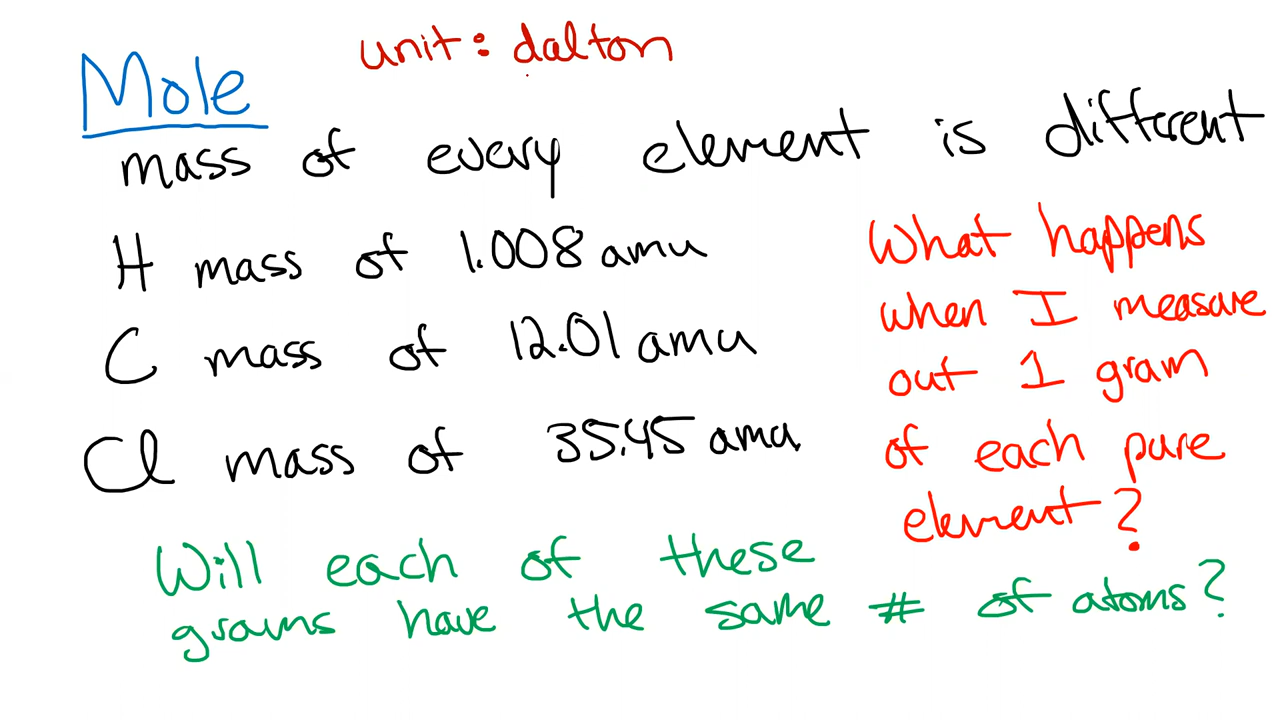 unit: dalton
Mole
mass of every element is different
H mass of 1.008 amu
C mass of 12.01 amu
Cl mass of 35.45 amu
What happens
when I measure
out 1 gram
of each pure
element?
Will each of these
grams have the same # of atoms?